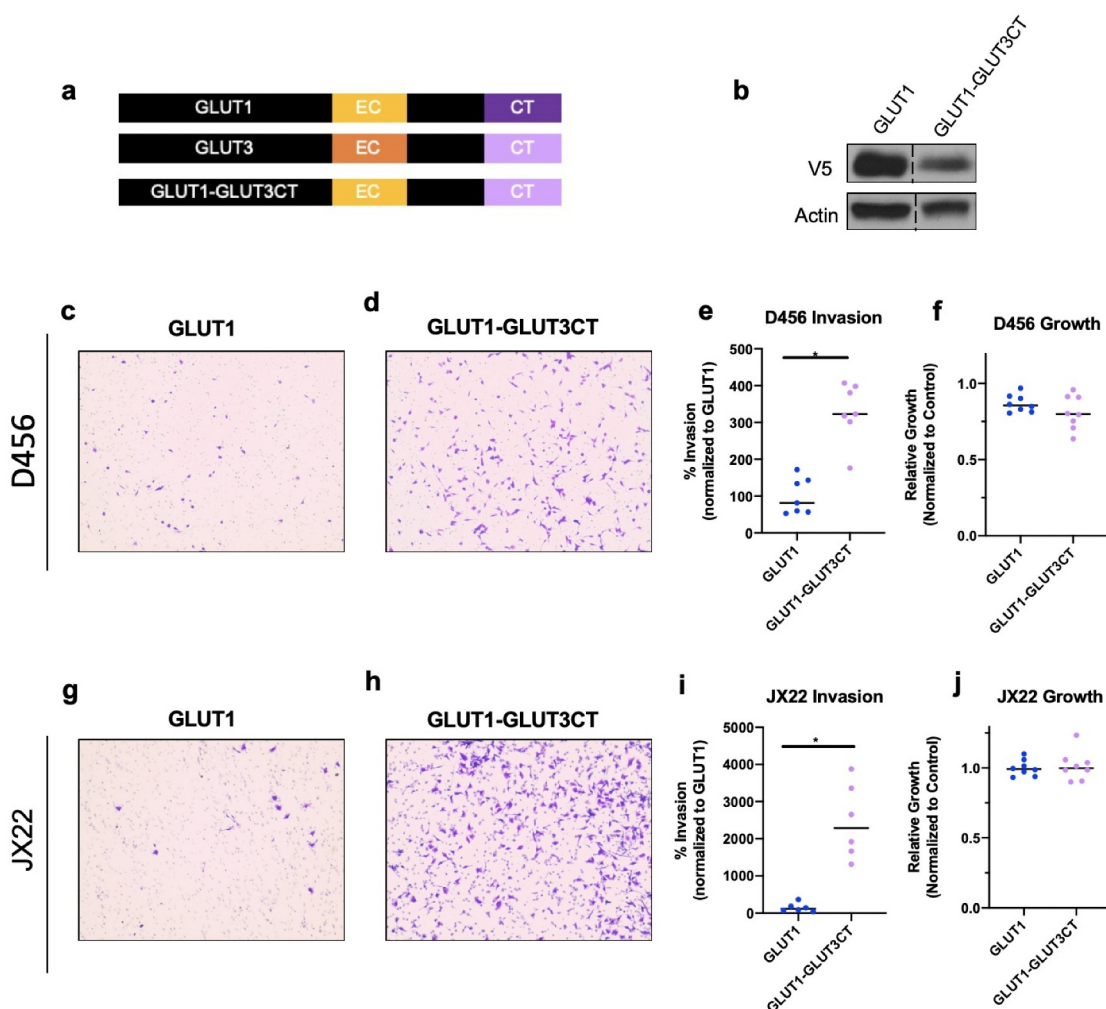 a
GLUT1 EC CT
GLUT3 EC CT
GLUT1-GLUT3CT EC CT
b
GLUT1
GLUT1-GLUT3CT
V5
Actin
D456
c
GLUT1
d
GLUT1-GLUT3CT
e
D456 Invasion
% Invasion
(normalized to GLUT1)
500
400
300
200
100
0
*
GLUT1
GLUT1-GLUT3CT
f
D456 Growth
Relative Growth
(Normalized to Control)
1.0
0.5
0.0
GLUT1
GLUT1-GLUT3CT
JX22
g
GLUT1
h
GLUT1-GLUT3CT
i
JX22 Invasion
% Invasion
(normalized to GLUT1)
5000
4000
3000
2000
1000
0
*
GLUT1
GLUT1-GLUT3CT
j
JX22 Growth
Relative Growth
(Normalized to Control)
1.0
0.5
0.0
GLUT1
GLUT1-GLUT3CT